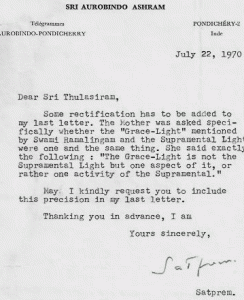 SRI AUROBINDO ASHRAM
Télégrammes
AUROBINDO-PONDICHERRY
PONDICHÉRY-2
Inde
July 22, 1970
Dear Sri Thulasiram,
Some rectification has to be added to
my last letter. The Mother was asked speci-
fically whether the "Grace-Light" mentioned
by Swami Ramalingam and the Supramental Light
were one and the same thing. She said exactly
the following : "The Grace-Light is not the
Supramental Light but one aspect of it, or
rather one activity of the Supramental."
May I kindly request you to include
this precision in my last letter.
Thanking you in advance, I am
Yours sincerely,
Satprem.
Satprem.